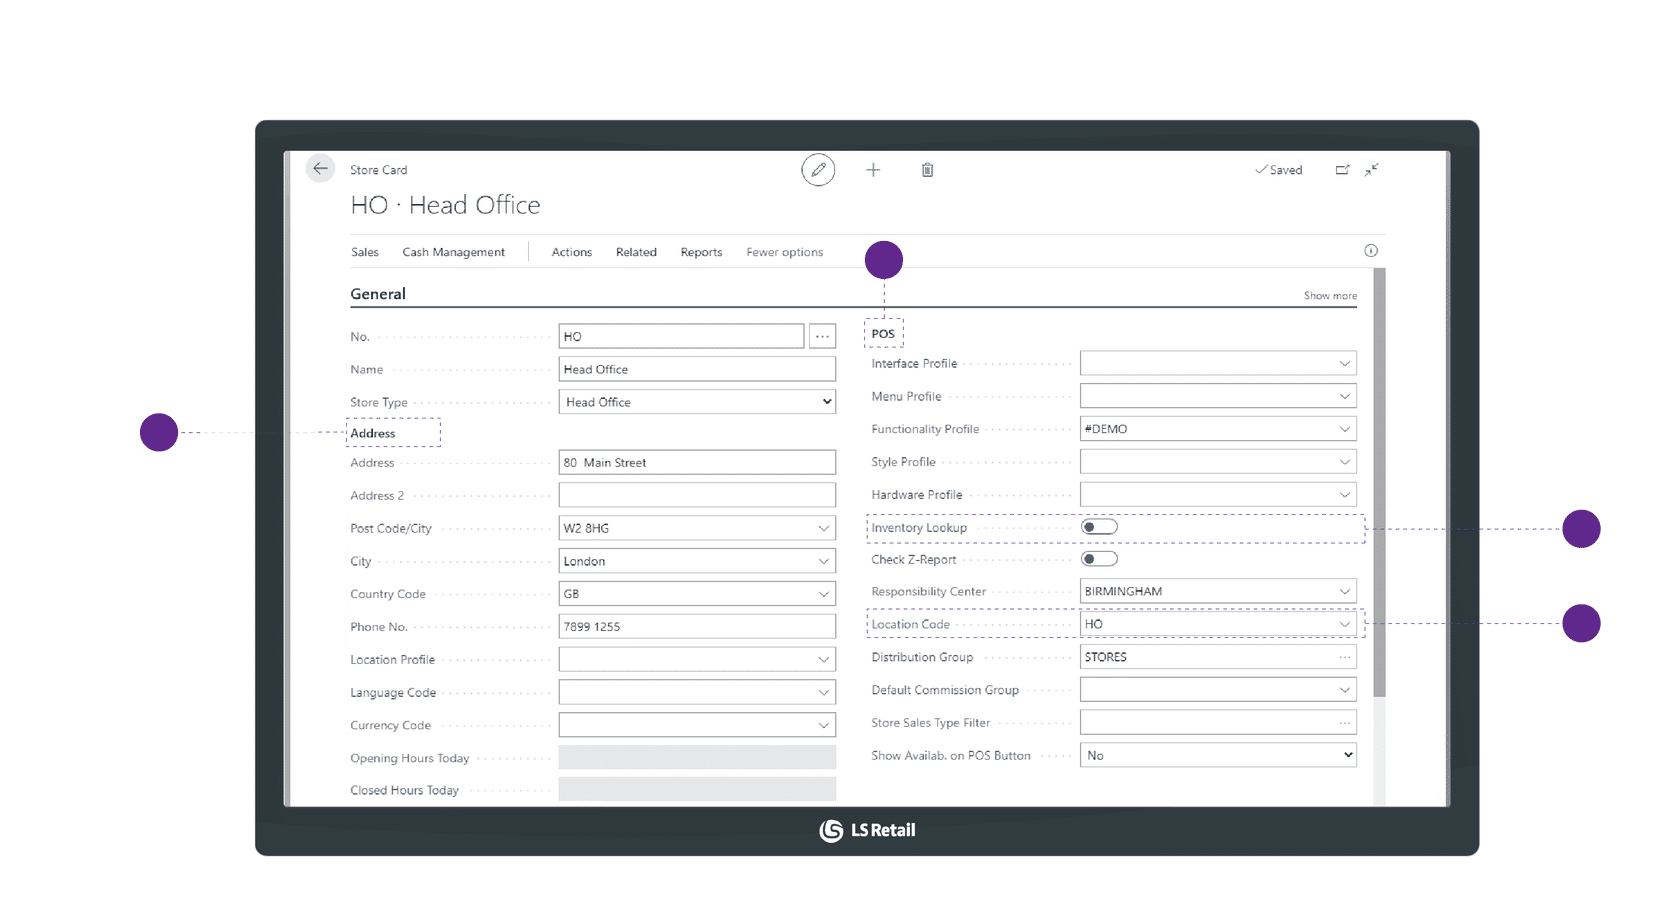 Store Card
Saved
HO · Head Office
Sales Cash Management Actions Related Reports Fewer options
General
Show more
No. HO
Name Head Office
Store Type Head Office
Address
Address 80 Main Street
Address 2
Post Code/City W2 8HG
City London
Country Code GB
Phone No. 7899 1255
Location Profile
Language Code
Currency Code
Opening Hours Today
Closed Hours Today
POS
Interface Profile
Menu Profile
Functionality Profile #DEMO
Style Profile
Hardware Profile
Inventory Lookup
Check Z-Report
Responsibility Center BIRMINGHAM
Location Code HO
Distribution Group STORES
Default Commission Group
Store Sales Type Filter
Show Availab. on POS Button No
LS Retail